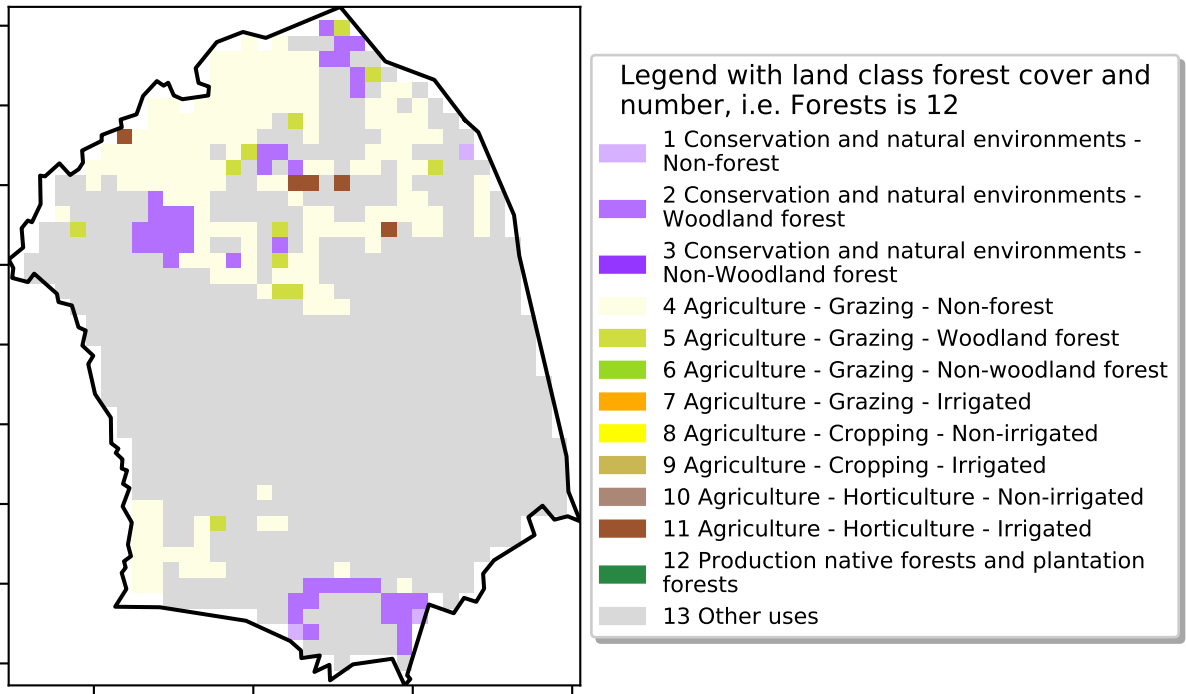 Legend with land class forest cover and
number, i.e. Forests is 12
1 Conservation and natural environments -
Non-forest
2 Conservation and natural environments -
Woodland forest
3 Conservation and natural environments -
Non-Woodland forest
4 Agriculture - Grazing - Non-forest
5 Agriculture - Grazing - Woodland forest
6 Agriculture - Grazing - Non-woodland forest
7 Agriculture - Grazing - Irrigated
8 Agriculture - Cropping - Non-irrigated
9 Agriculture - Cropping - Irrigated
10 Agriculture - Horticulture - Non-irrigated
11 Agriculture - Horticulture - Irrigated
12 Production native forests and plantation
forests
13 Other uses